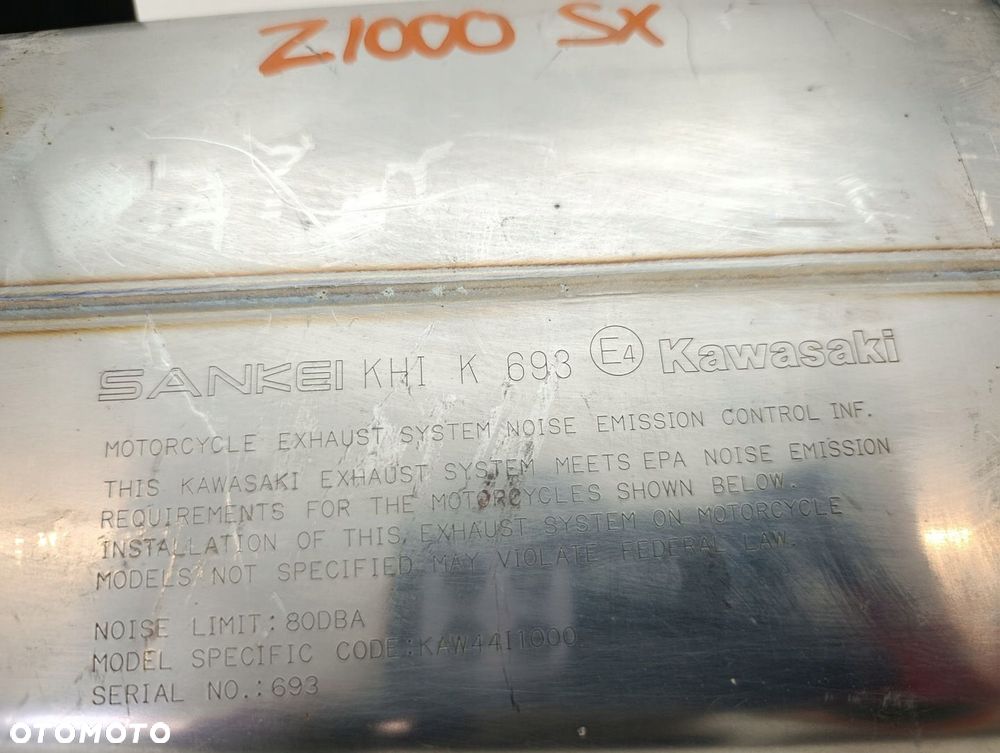 Z1000 SX
SANKEI KHI K 693 E4 Kawasaki
MOTORCYCLE EXHAUST SYSTEM NOISE EMISSION CONTROL INF.
THIS KAWASAKI EXHAUST SYSTEM MEETS EPA NOISE EMISSION
REQUIREMENTS FOR THE MOTORCYCLES SHOWN BELOW.
INSTALLATION OF THIS EXHAUST SYSTEM ON MOTORCYCLE
MODELS NOT SPECIFIED MAY VIOLATE FEDERAL LAW.
NOISE LIMIT:80DBA
MODEL SPECIFIC CODE:KAW44I1000
SERIAL NO.:693
OTOMOTO